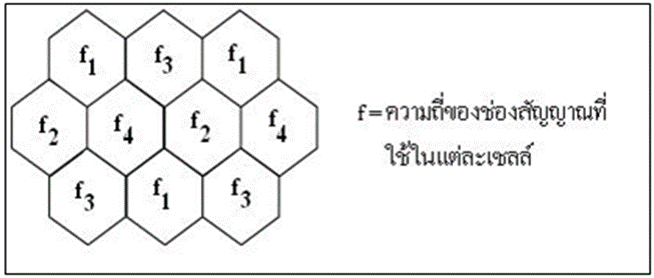 f₁ f₃ f₁
f₂ f₄ f₂ f₄
f₃ f₁ f₃
f = ความถี่ของช่องสัญญาณที่
ใช้ในแต่ละเซลล์